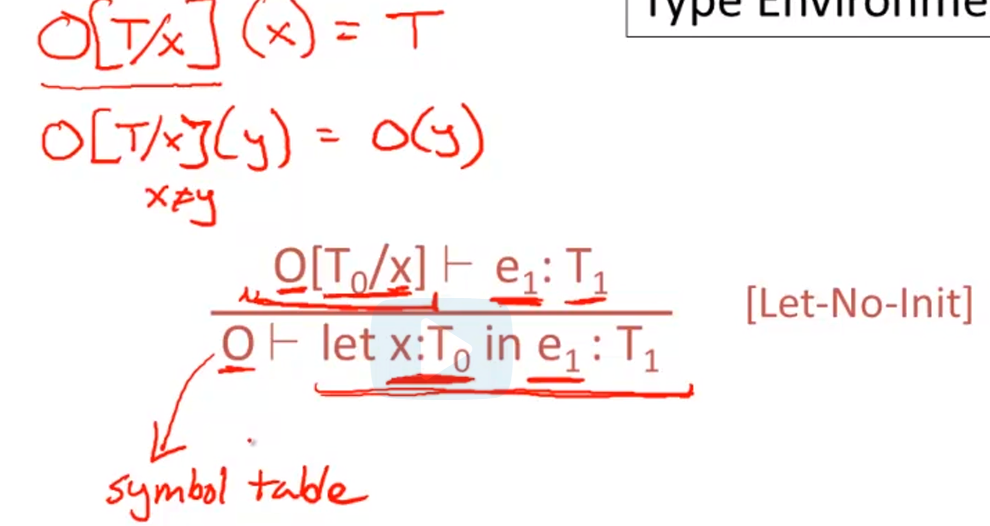 O[T/x] (x) = T
Type Environme
O[T/x](y) = O(y)
x≠y
O[T₀/x] ⊢ e₁: T₁
[Let-No-Init]
O ⊢ let x:T₀ in e₁ : T₁
symbol table